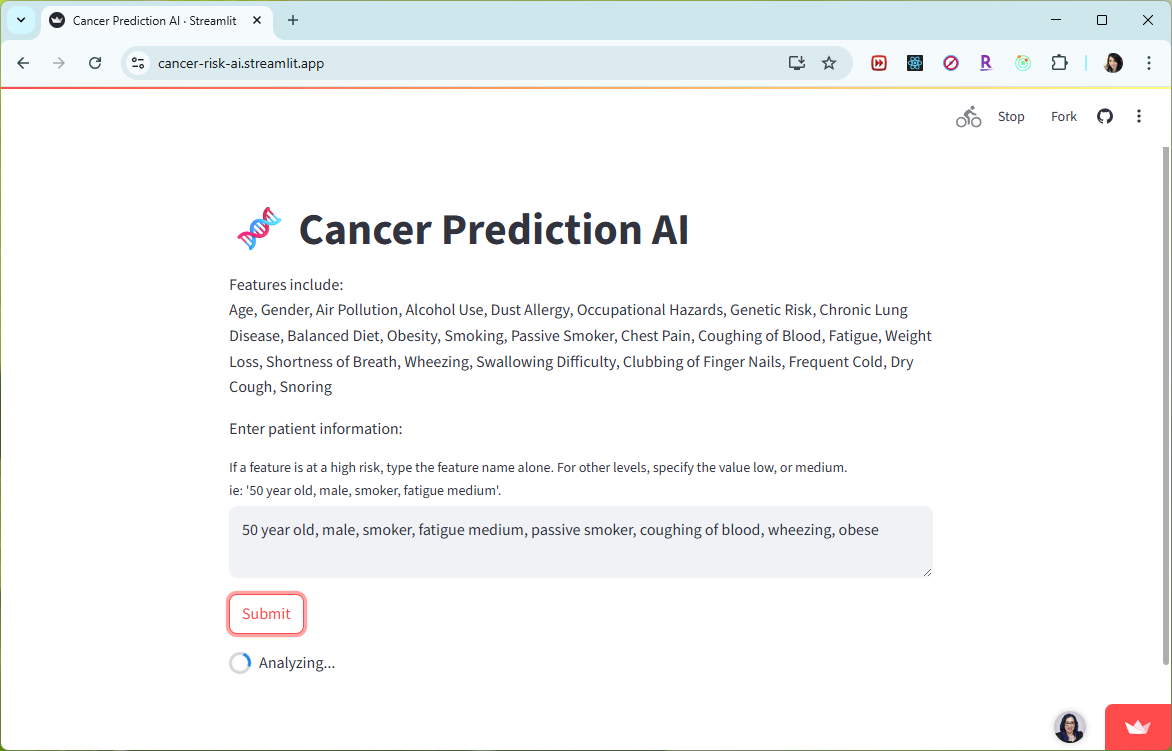 Cancer Prediction AI · Streamlit
cancer-risk-ai.streamlit.app
R
Stop Fork
Cancer Prediction AI
Features include:
Age, Gender, Air Pollution, Alcohol Use, Dust Allergy, Occupational Hazards, Genetic Risk, Chronic Lung
Disease, Balanced Diet, Obesity, Smoking, Passive Smoker, Chest Pain, Coughing of Blood, Fatigue, Weight
Loss, Shortness of Breath, Wheezing, Swallowing Difficulty, Clubbing of Finger Nails, Frequent Cold, Dry
Cough, Snoring
Enter patient information:
If a feature is at a high risk, type the feature name alone. For other levels, specify the value low, or medium.
ie: '50 year old, male, smoker, fatigue medium'.
50 year old, male, smoker, fatigue medium, passive smoker, coughing of blood, wheezing, obese
Submit
Analyzing...